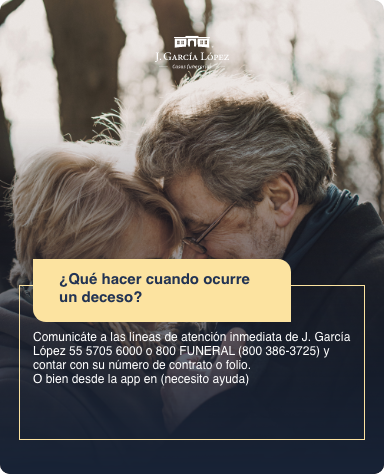 J. García López
Casas funerarias
¿Qué hacer cuando ocurre
un deceso?
Comunicáte a las líneas de atención inmediata de J. García
López 55 5705 6000 o 800 FUNERAL (800 386-3725) y
contar con su número de contrato o folio.
O bien desde la app en (necesito ayuda)